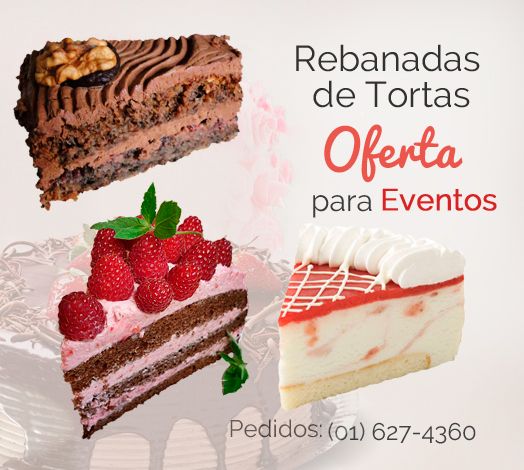 Rebanadas
de Tortas
Oferta
para Eventos
Pedidos: (01) 627-4360